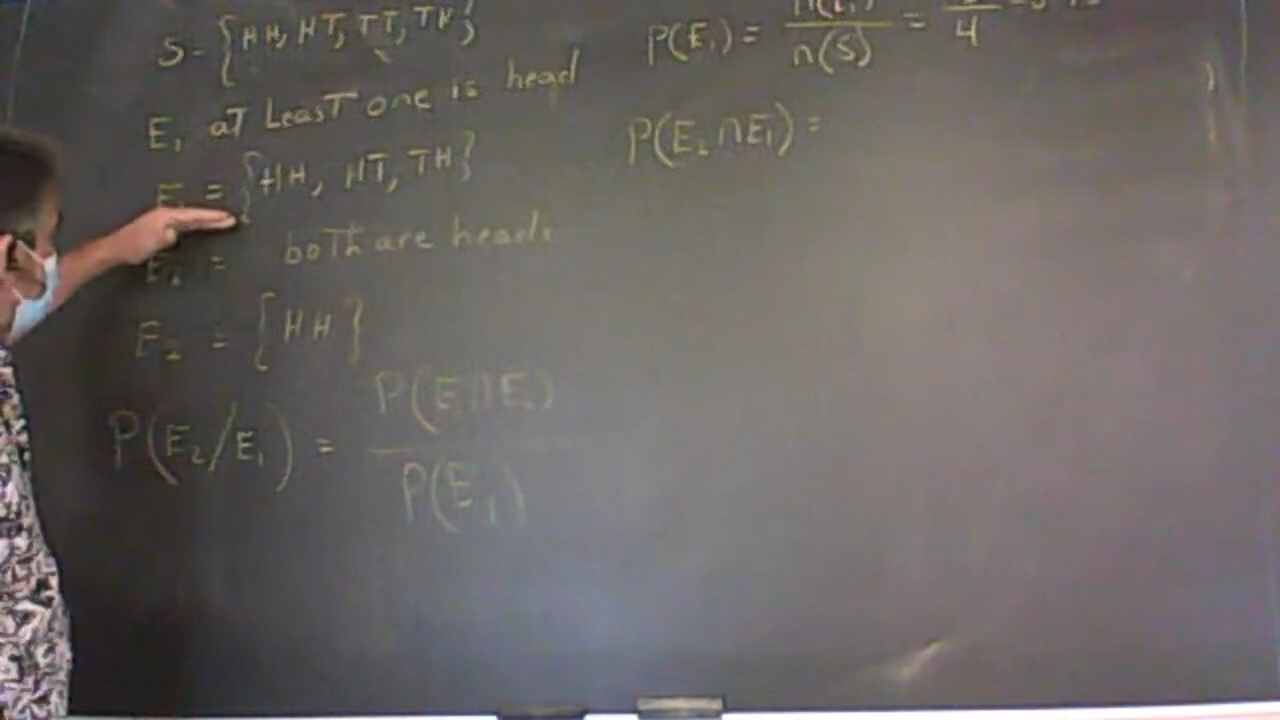 S = {HH, HT, TT, TH}
E₁ aT LeasT one is head
E₁ = {HH, HT, TH}
E₂ = boTh are heads
E₂ = {HH}
P(E₂/E₁) = P(E₁∩E₂)
P(E₁)
P(E₁) = n(E₁) / n(S) = / 4 =
P(E₂∩E₁) =